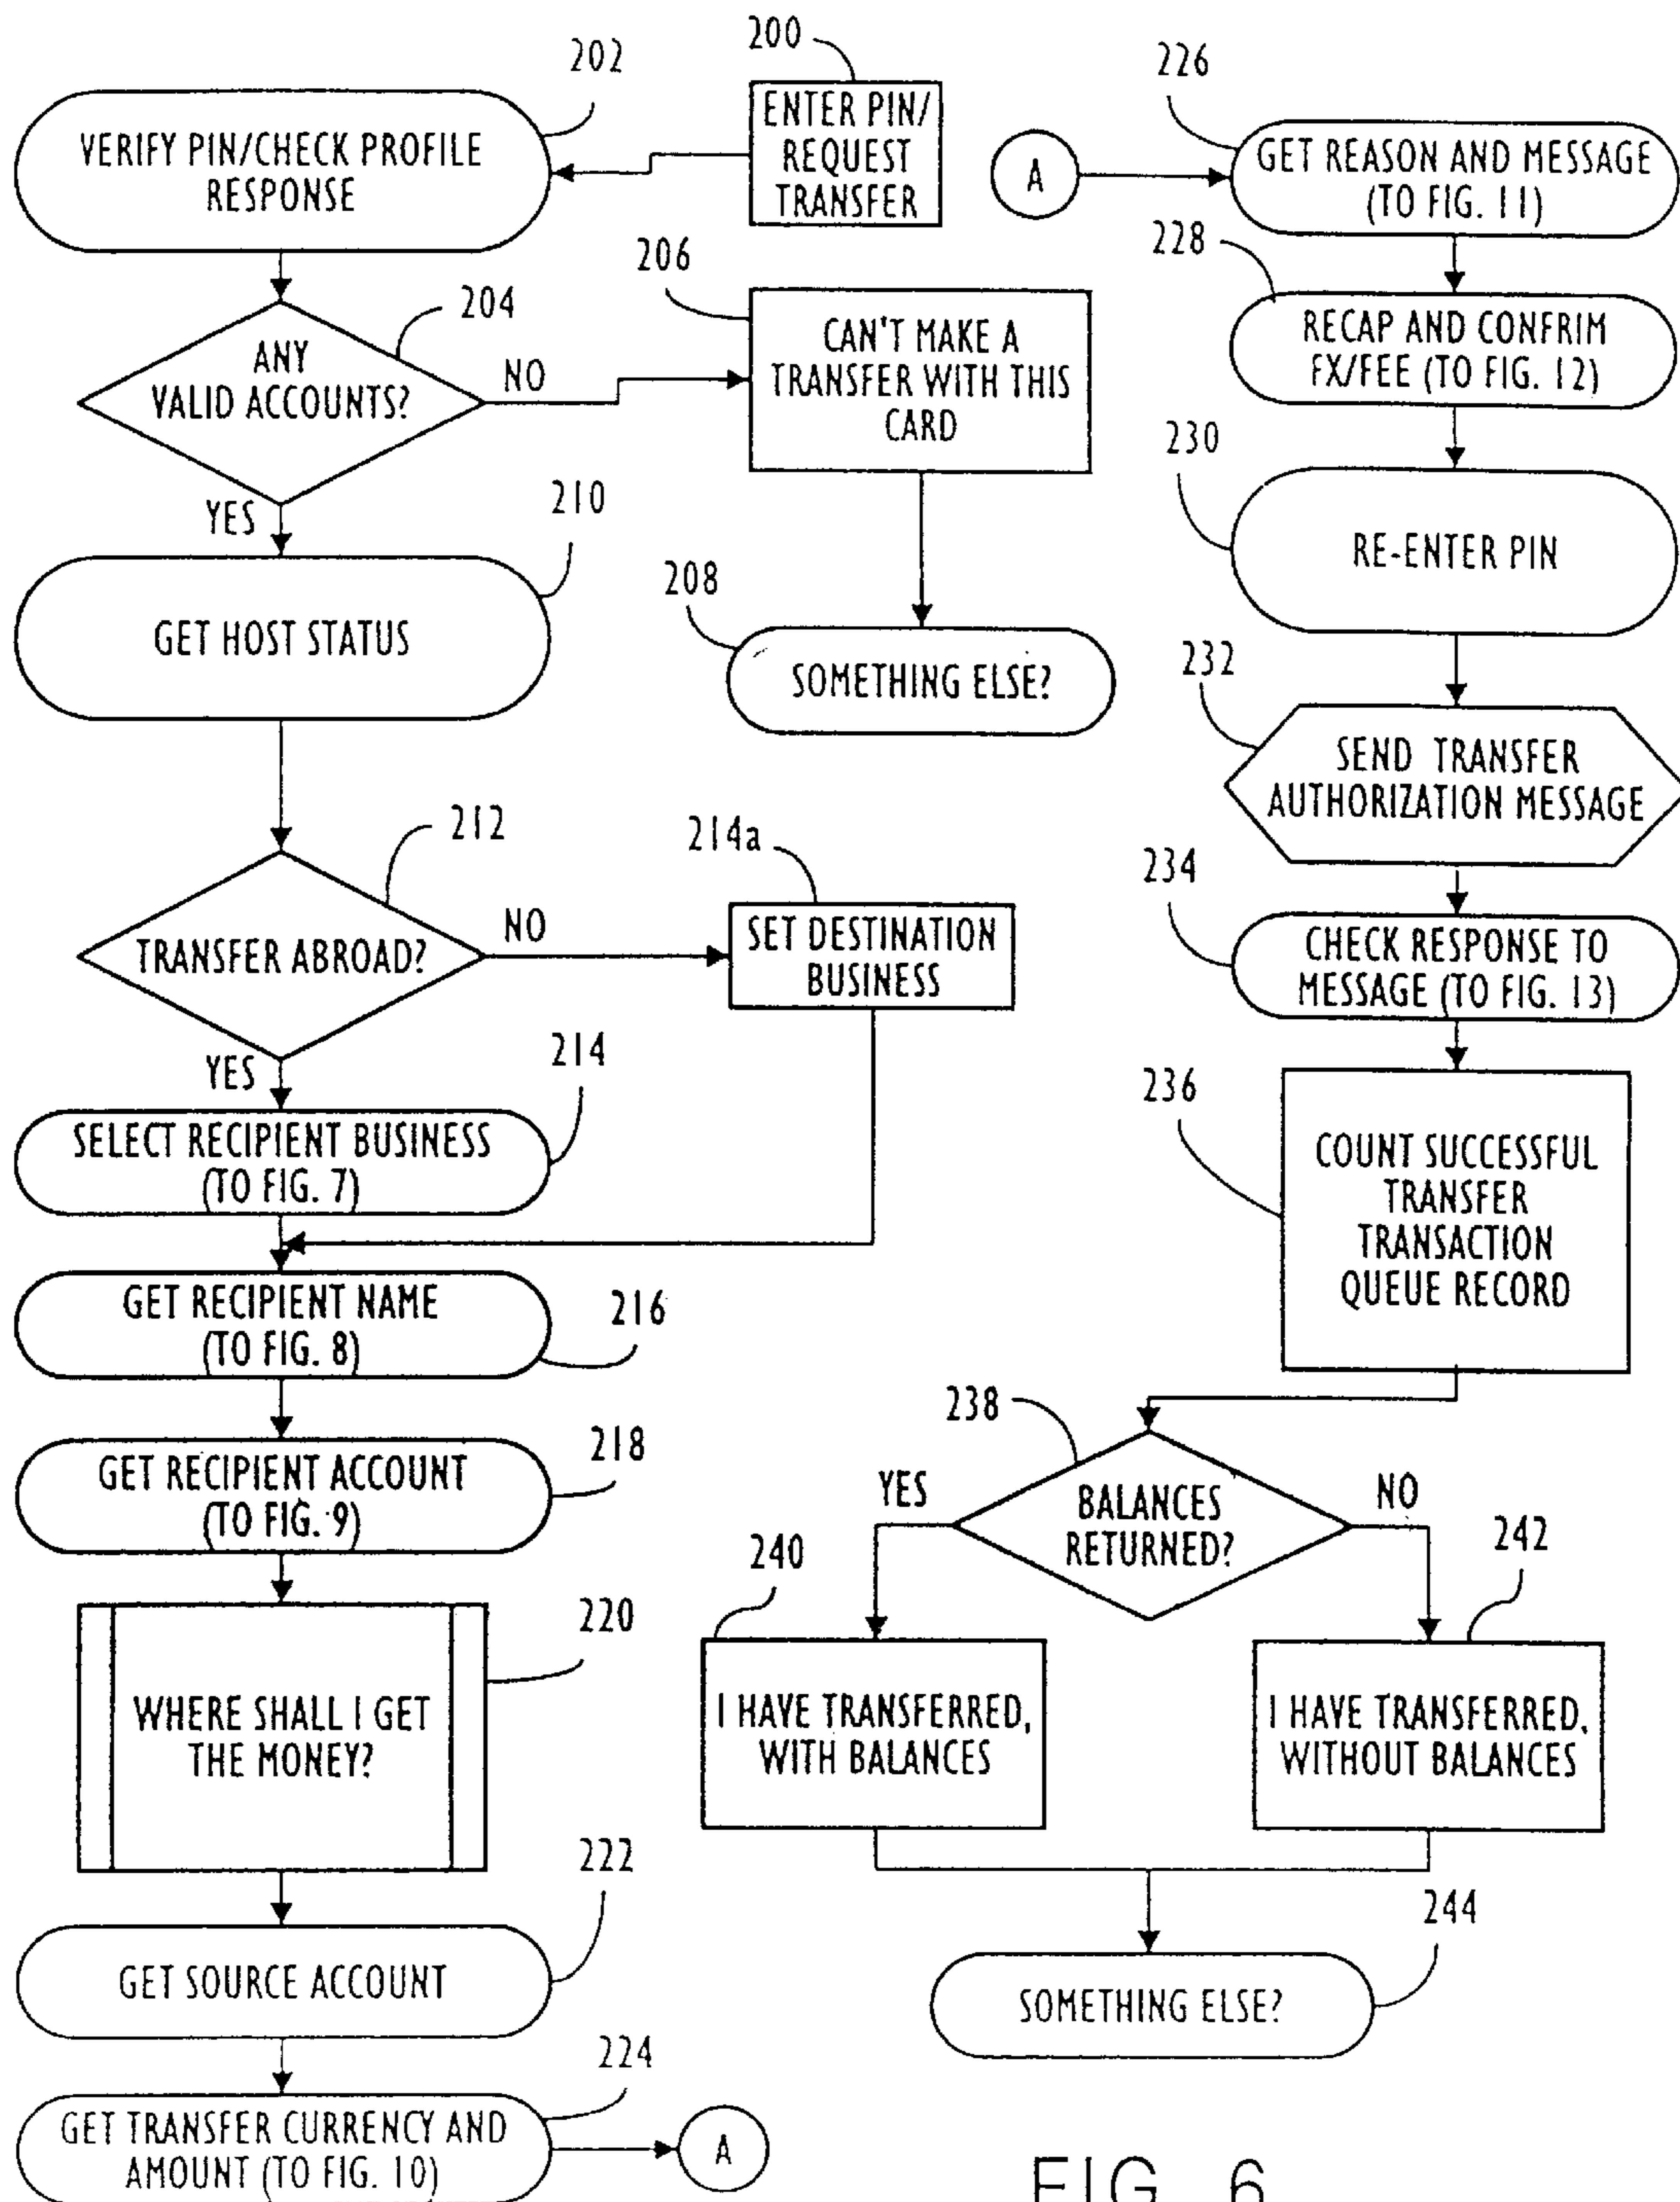 200
ENTER PIN/
REQUEST
TRANSFER
202
VERIFY PIN/CHECK PROFILE
RESPONSE
204
ANY
VALID ACCOUNTS?
NO
YES
206
CAN'T MAKE A
TRANSFER WITH THIS
CARD
208
SOMETHING ELSE?
210
GET HOST STATUS
212
TRANSFER ABROAD?
NO
YES
214a
SET DESTINATION
BUSINESS
214
SELECT RECIPIENT BUSINESS
(TO FIG. 7)
216
GET RECIPIENT NAME
(TO FIG. 8)
218
GET RECIPIENT ACCOUNT
(TO FIG. 9)
220
WHERE SHALL I GET
THE MONEY?
222
GET SOURCE ACCOUNT
224
GET TRANSFER CURRENCY AND
AMOUNT (TO FIG. 10)
A
A
226
GET REASON AND MESSAGE
(TO FIG. 11)
228
RECAP AND CONFRIM
FX/FEE (TO FIG. 12)
230
RE-ENTER PIN
232
SEND TRANSFER
AUTHORIZATION MESSAGE
234
CHECK RESPONSE TO
MESSAGE (TO FIG. 13)
236
COUNT SUCCESSFUL
TRANSFER
TRANSACTION
QUEUE RECORD
238
BALANCES
RETURNED?
YES
NO
240
I HAVE TRANSFERRED,
WITH BALANCES
242
I HAVE TRANSFERRED,
WITHOUT BALANCES
244
SOMETHING ELSE?
FIG. 6